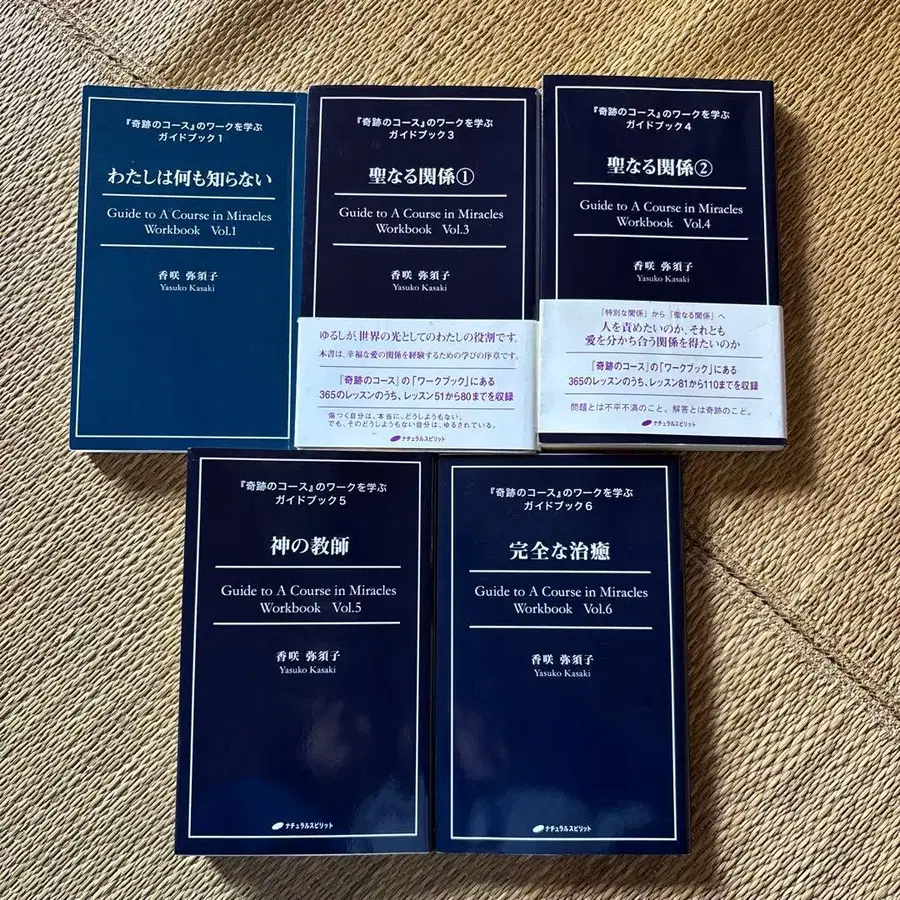 『奇跡のコース』のワークを学ぶ
ガイドブック1
わたしは何も知らない
Guide to A Course in Miracles
Workbook Vol.1
香咲 弥須子
Yasuko Kasaki
『奇跡のコース』のワークを学ぶ
ガイドブック3
聖なる関係①
Guide to A Course in Miracles
Workbook Vol.3
香咲 弥須子
Yasuko Kasaki
ゆるしが、世界の光としてのわたしの役割です。
本書は、幸福な愛の関係を経験するための学びの序章です。
『奇跡のコース』の「ワークブック」にある
365のレッスンのうち、レッスン51から80までを収録
傷つく自分は、本当に、どうしようもない。
でも、そのどうしようもない自分は、ゆるされている。
ナチュラルスピリット
『奇跡のコース』のワークを学ぶ
ガイドブック4
聖なる関係②
Guide to A Course in Miracles
Workbook Vol.4
香咲 弥須子
Yasuko Kasaki
「特別な関係」から「聖なる関係」へ
人を責めたいのか、それとも
愛を分かち合う関係を得たいのか
『奇跡のコース』の「ワークブック」にある
365のレッスンのうち、レッスン81から110までを収録
問題とは不平不満のこと。解答とは奇跡のこと。
ナチュラルスピリット
『奇跡のコース』のワークを学ぶ
ガイドブック5
神の教師
Guide to A Course in Miracles
Workbook Vol.5
香咲 弥須子
Yasuko Kasaki
ナチュラルスピリット
『奇跡のコース』のワークを学ぶ
ガイドブック6
完全な治癒
Guide to A Course in Miracles
Workbook Vol.6
香咲 弥須子
Yasuko Kasaki
ナチュラルスピリット